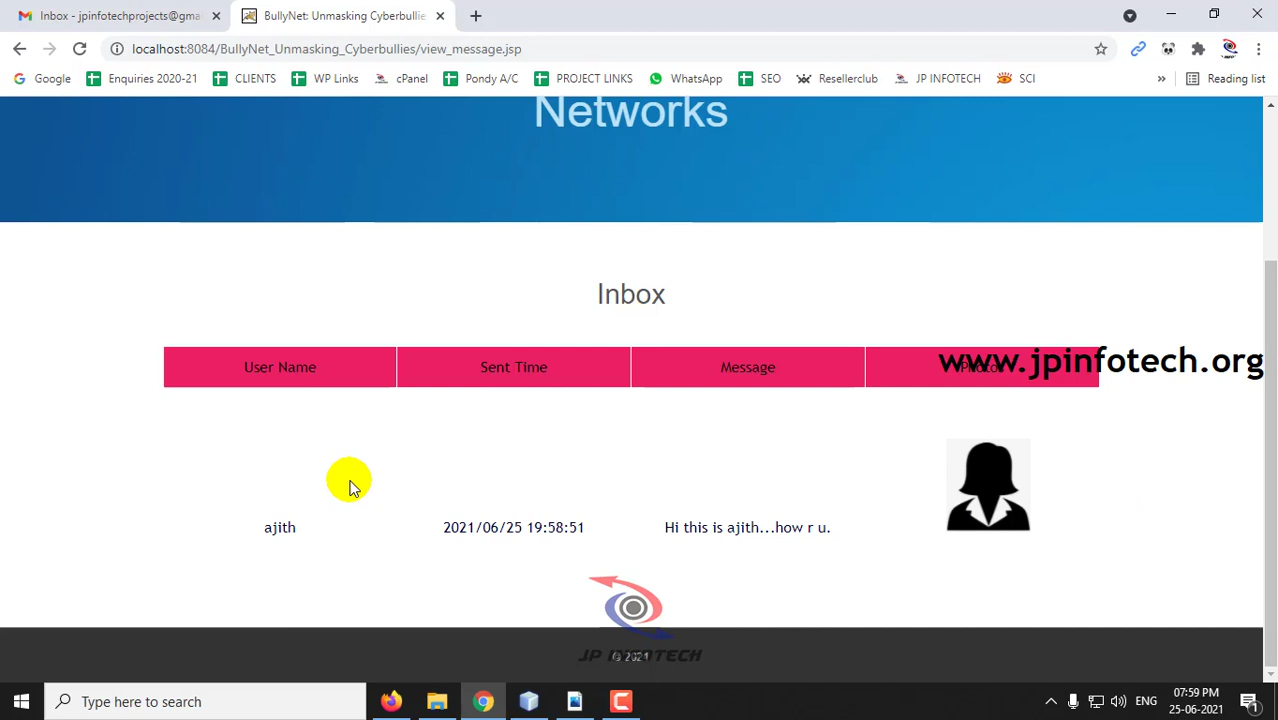 Inbox - jpinfotechprojects@gma
BullyNet: Unmasking Cyberbullie
localhost:8084/BullyNet_Unmasking_Cyberbullies/view_message.jsp
Google Enquiries 2020-21 CLIENTS WP Links cPanel Pondy A/C PROJECT LINKS WhatsApp SEO Resellerclub JP INFOTECH SCI » Reading list
Networks
Inbox
User Name Sent Time Message Photos
www.jpinfotech.org
ajith 2021/06/25 19:58:51 Hi this is ajith...how r u.
JP INFOTECH
© 2021
Type here to search
ENG
07:59 PM
25-06-2021
1